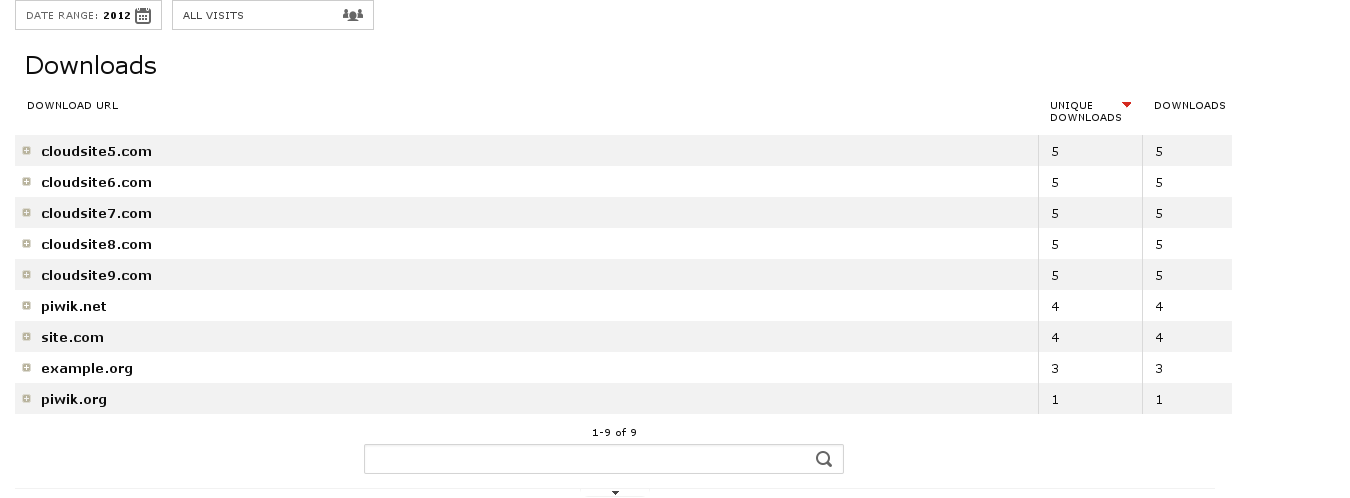 DATE RANGE: 2012 ALL VISITS
Downloads
DOWNLOAD URL UNIQUE DOWNLOADS DOWNLOADS
cloudsite5.com 5 5
cloudsite6.com 5 5
cloudsite7.com 5 5
cloudsite8.com 5 5
cloudsite9.com 5 5
piwik.net 4 4
site.com 4 4
example.org 3 3
piwik.org 1 1
1-9 of 9